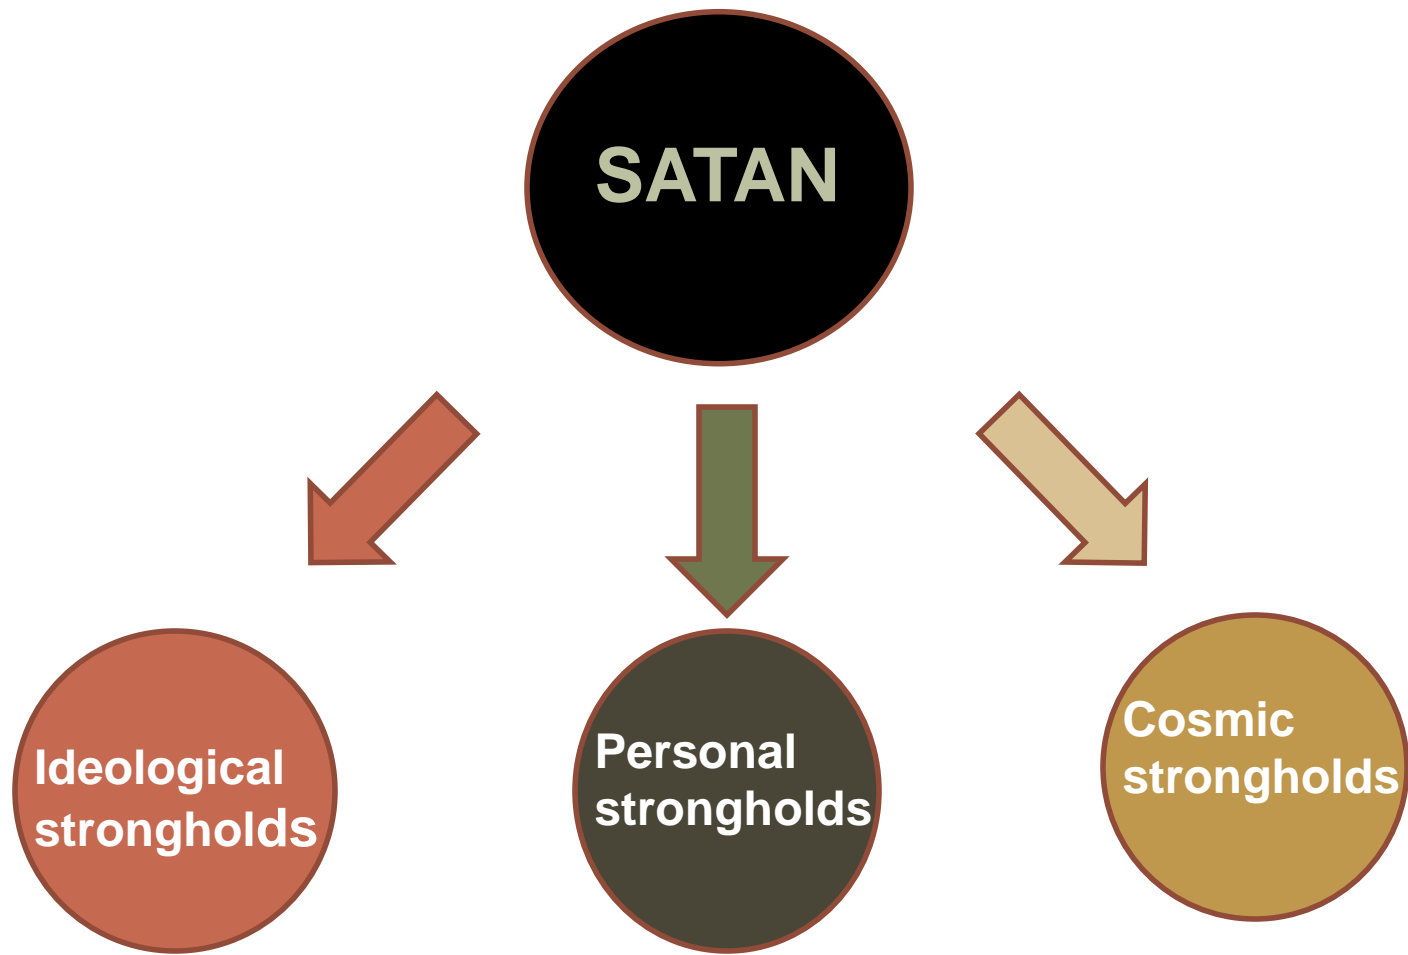 SATAN
Ideological
strongholds
Personal
strongholds
Cosmic
strongholds